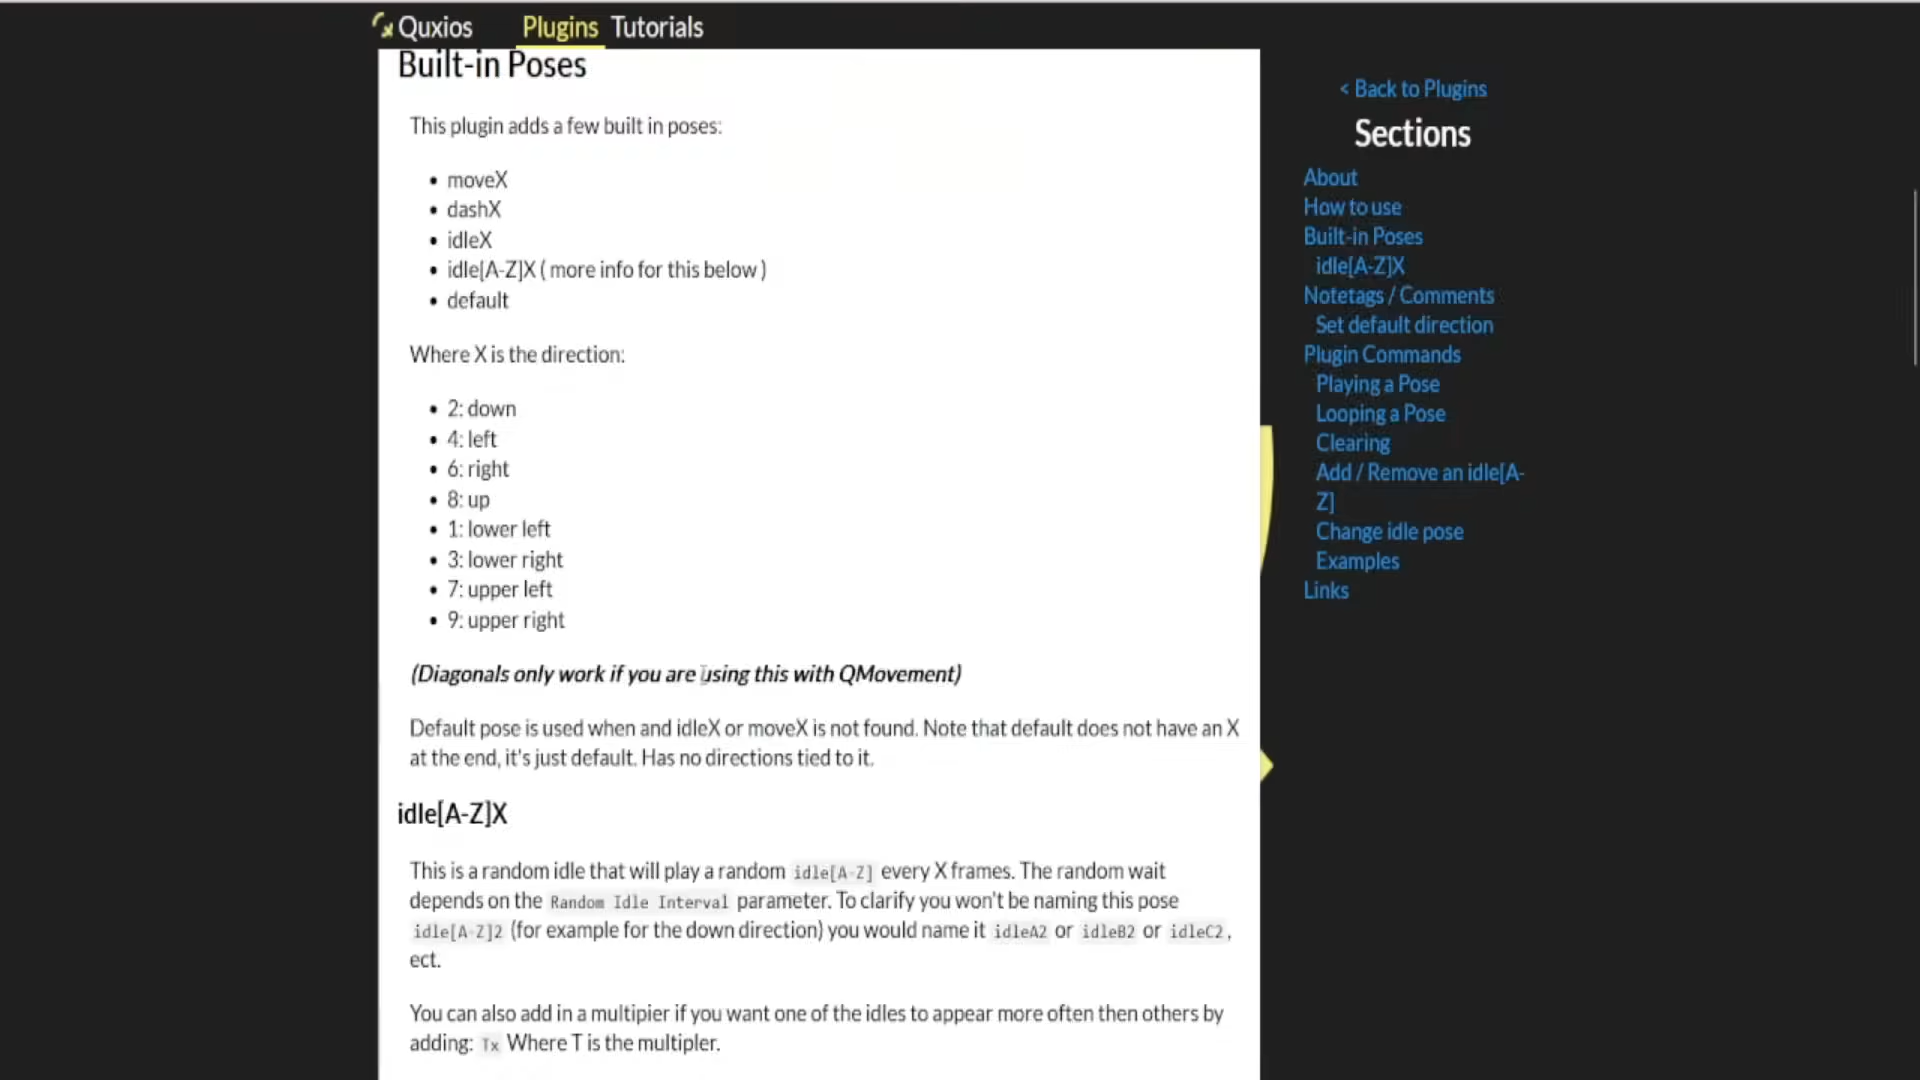 Quxios Plugins Tutorials
Built-in Poses
This plugin adds a few built in poses:
moveX
dashX
idleX
idle[A-Z]X ( more info for this below )
default
Where X is the direction:
2: down
4: left
6: right
8: up
1: lower left
3: lower right
7: upper left
9: upper right
(Diagonals only work if you are using this with QMovement)
Default pose is used when and idleX or moveX is not found. Note that default does not have an X
at the end, it's just default. Has no directions tied to it.
idle[A-Z]X
This is a random idle that will play a random idle[A-Z] every X frames. The random wait
depends on the Random Idle Interval parameter. To clarify you won't be naming this pose
idle[A-Z]2 (for example for the down direction) you would name it idleA2 or idleB2 or idleC2,
ect.
You can also add in a multipier if you want one of the idles to appear more often then others by
adding: Tx Where T is the multipler.
< Back to Plugins
Sections
About
How to use
Built-in Poses
idle[A-Z]X
Notetags / Comments
Set default direction
Plugin Commands
Playing a Pose
Looping a Pose
Clearing
Add / Remove an idle[A-
Z]
Change idle pose
Examples
Links